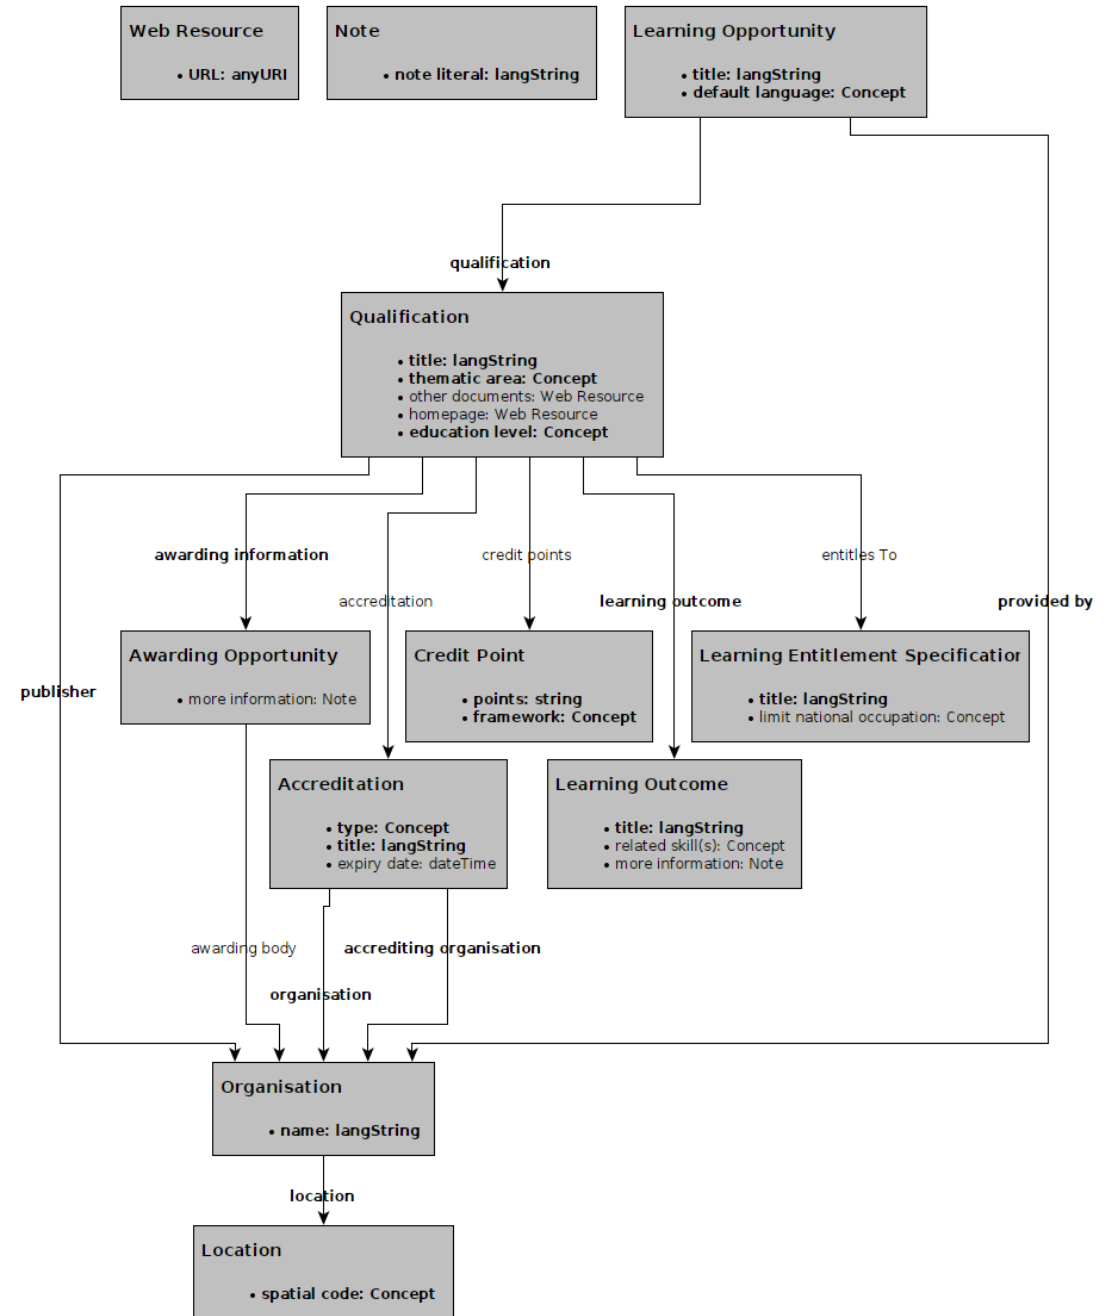 Web Resource
• URL: anyURI
Note
• note literal: langString
Learning Opportunity
• title: langString
• default language: Concept
qualification
Qualification
• title: langString
• thematic area: Concept
• other documents: Web Resource
• homepage: Web Resource
• education level: Concept
awarding information
credit points
entitles To
accreditation
learning outcome
provided by
publisher
Awarding Opportunity
• more information: Note
Credit Point
• points: string
• framework: Concept
Learning Entitlement Specification
• title: langString
• limit national occupation: Concept
Accreditation
• type: Concept
• title: langString
• expiry date: dateTime
Learning Outcome
• title: langString
• related skill(s): Concept
• more information: Note
awarding body
accrediting organisation
organisation
Organisation
• name: langString
location
Location
• spatial code: Concept